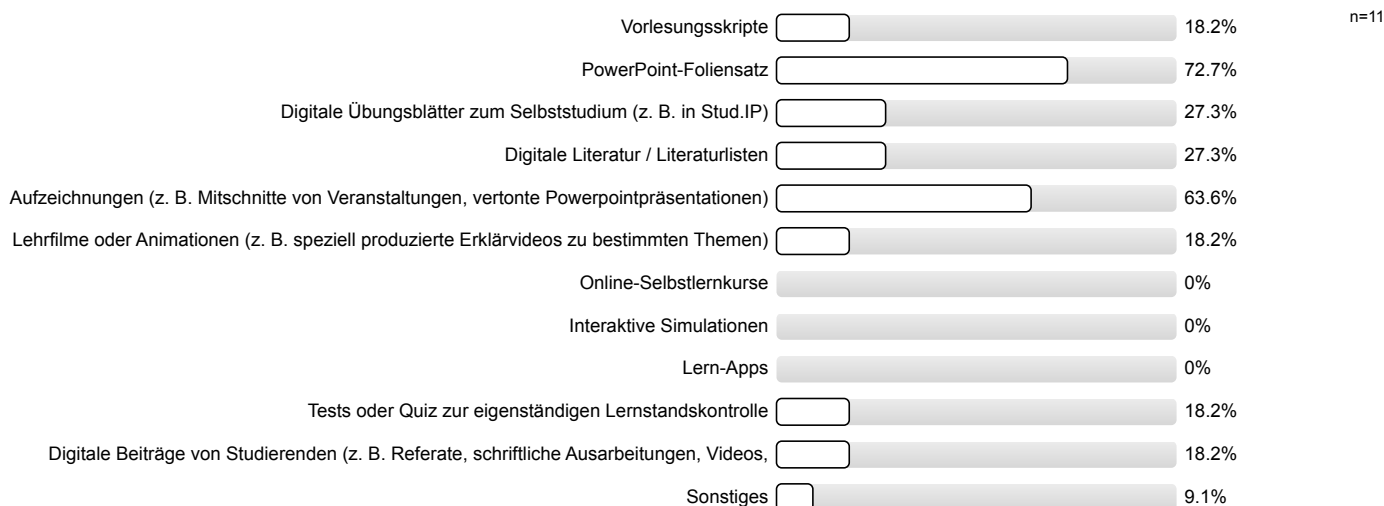 n=11
Vorlesungsskripte 18.2%
PowerPoint-Foliensatz 72.7%
Digitale Übungsblätter zum Selbststudium (z. B. in Stud.IP) 27.3%
Digitale Literatur / Literaturlisten 27.3%
Aufzeichnungen (z. B. Mitschnitte von Veranstaltungen, vertonte Powerpointpräsentationen) 63.6%
Lehrfilme oder Animationen (z. B. speziell produzierte Erklärvideos zu bestimmten Themen) 18.2%
Online-Selbstlernkurse 0%
Interaktive Simulationen 0%
Lern-Apps 0%
Tests oder Quiz zur eigenständigen Lernstandskontrolle 18.2%
Digitale Beiträge von Studierenden (z. B. Referate, schriftliche Ausarbeitungen, Videos, 18.2%
Sonstiges 9.1%